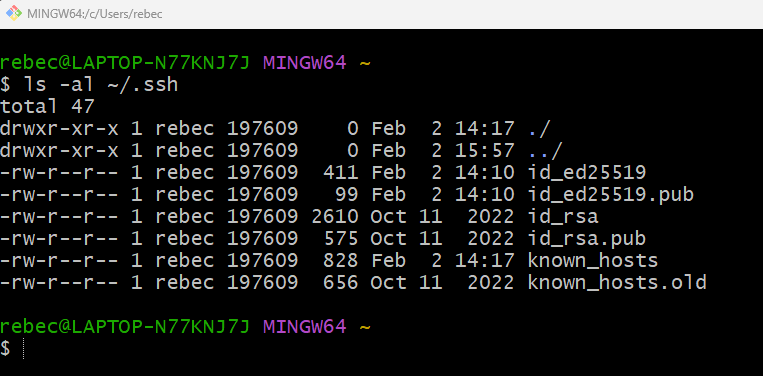 MINGW64:/c/Users/rebec
rebec@LAPTOP-N77KNJ7J MINGW64 ~
$ ls -al ~/.ssh
total 47
drwxr-xr-x 1 rebec 197609    0 Feb  2 14:17 ./
drwxr-xr-x 1 rebec 197609    0 Feb  2 15:57 ../
-rw-r--r-- 1 rebec 197609  411 Feb  2 14:10 id_ed25519
-rw-r--r-- 1 rebec 197609   99 Feb  2 14:10 id_ed25519.pub
-rw-r--r-- 1 rebec 197609 2610 Oct 11  2022 id_rsa
-rw-r--r-- 1 rebec 197609  575 Oct 11  2022 id_rsa.pub
-rw-r--r-- 1 rebec 197609  828 Feb  2 14:17 known_hosts
-rw-r--r-- 1 rebec 197609  656 Oct 11  2022 known_hosts.old
rebec@LAPTOP-N77KNJ7J MINGW64 ~
$